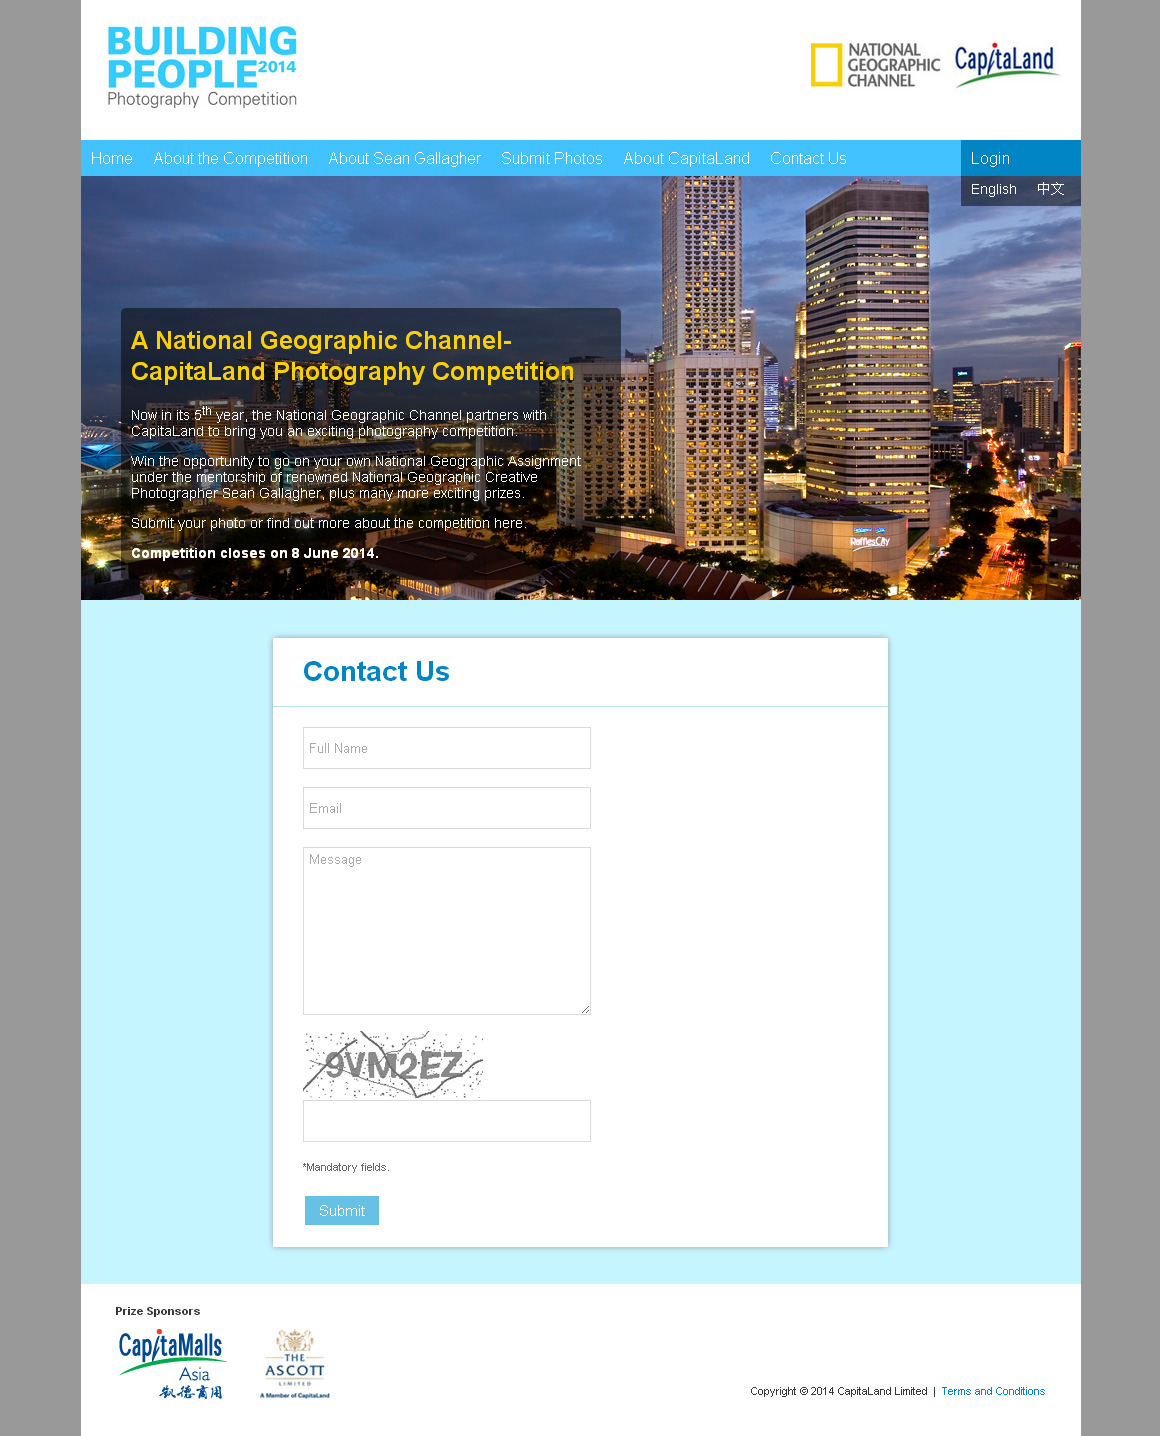 BUILDING
PEOPLE 2014
Photography Competition
NATIONAL
GEOGRAPHIC
CHANNEL
CapitaLand
Home About the Competition About Sean Gallagher Submit Photos About CapitaLand Contact Us Login
English 中文
A National Geographic Channel-
CapitaLand Photography Competition
Now in its 5th year, the National Geographic Channel partners with
CapitaLand to bring you an exciting photography competition.
Win the opportunity to go on your own National Geographic Assignment
under the mentorship of renowned National Geographic Creative
Photographer Sean Gallagher, plus many more exciting prizes.
Submit your photo or find out more about the competition here.
Competition closes on 8 June 2014.
RafflesCity
Contact Us
Full Name
Email
Message
9VM2EZ
*Mandatory fields.
Submit
Prize Sponsors
CapitaMalls
Asia
凱德商用
THE
ASCOTT
LIMITED
A Member of CapitaLand
Copyright © 2014 CapitaLand Limited | Terms and Conditions